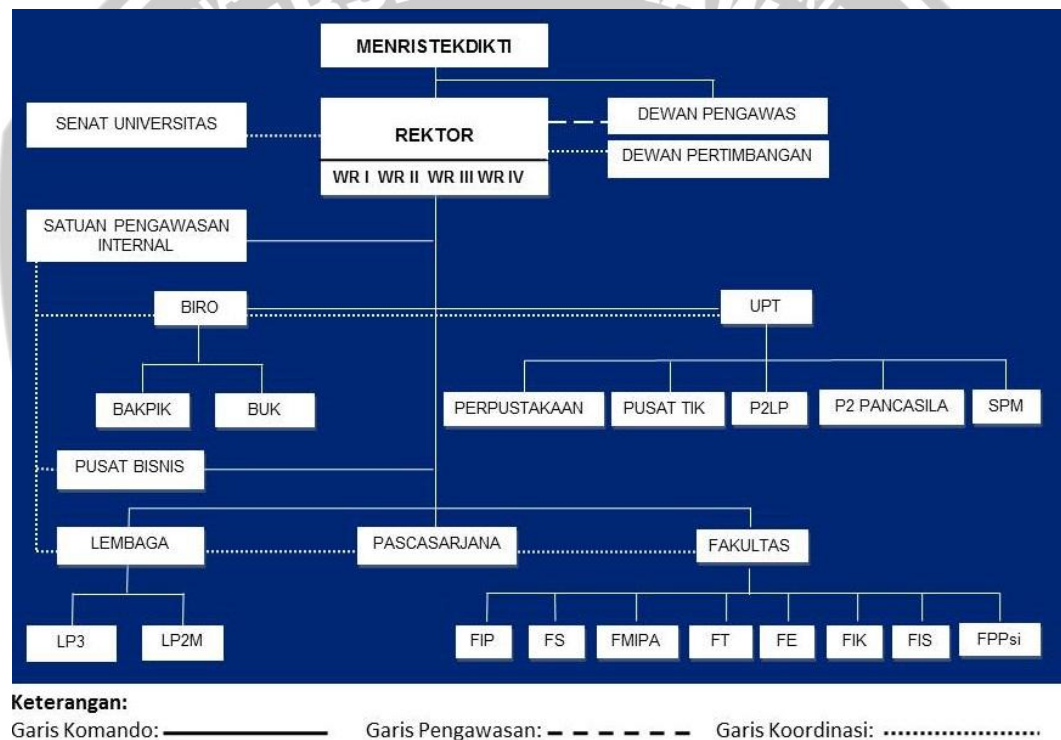 MENRISTEKDIKTI
SENAT UNIVERSITAS
REKTOR
DEWAN PENGAWAS
DEWAN PERTIMBANGAN
WR I WR II WR III WR IV
SATUAN PENGAWASAN
INTERNAL
BIRO
UPT
BAKPIK
BUK
PERPUSTAKAAN
PUSAT TIK
P2LP
P2 PANCASILA
SPM
PUSAT BISNIS
LEMBAGA
PASCASARJANA
FAKULTAS
LP3
LP2M
FIP
FS
FMIPA
FT
FE
FIK
FIS
FPPsi
Keterangan:
Garis Komando:
Garis Pengawasan:
Garis Koordinasi: